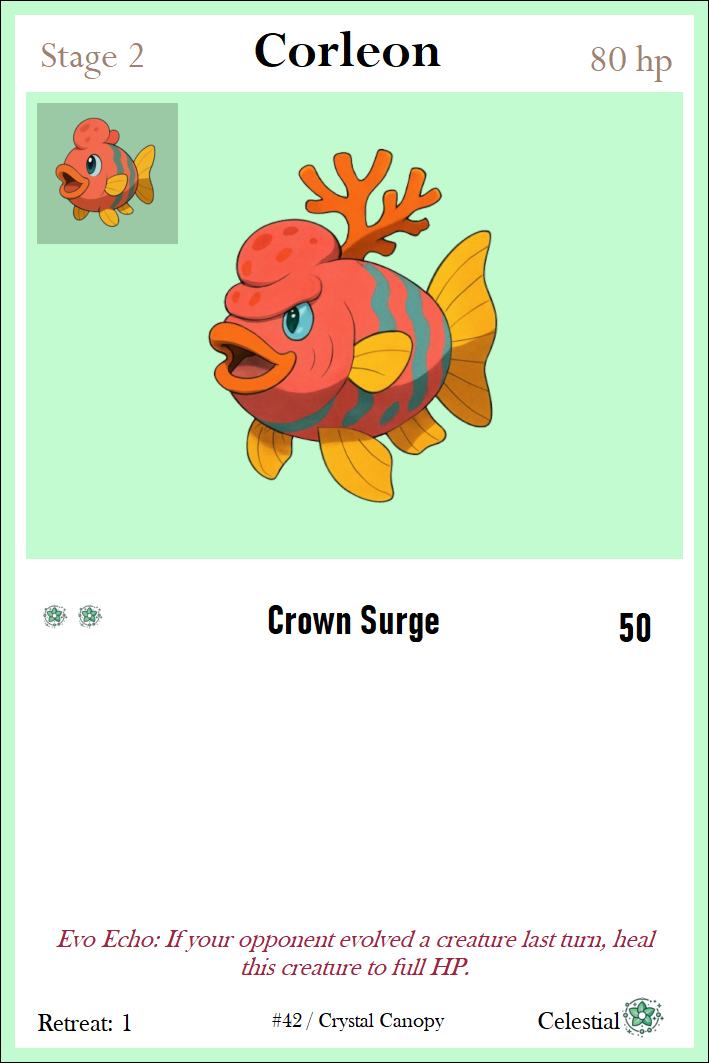 Stage 2
Corleon
80 hp
Crown Surge
50
Evo Echo: If your opponent evolved a creature last turn, heal
this creature to full HP.
Retreat: 1
#42 / Crystal Canopy
Celestial